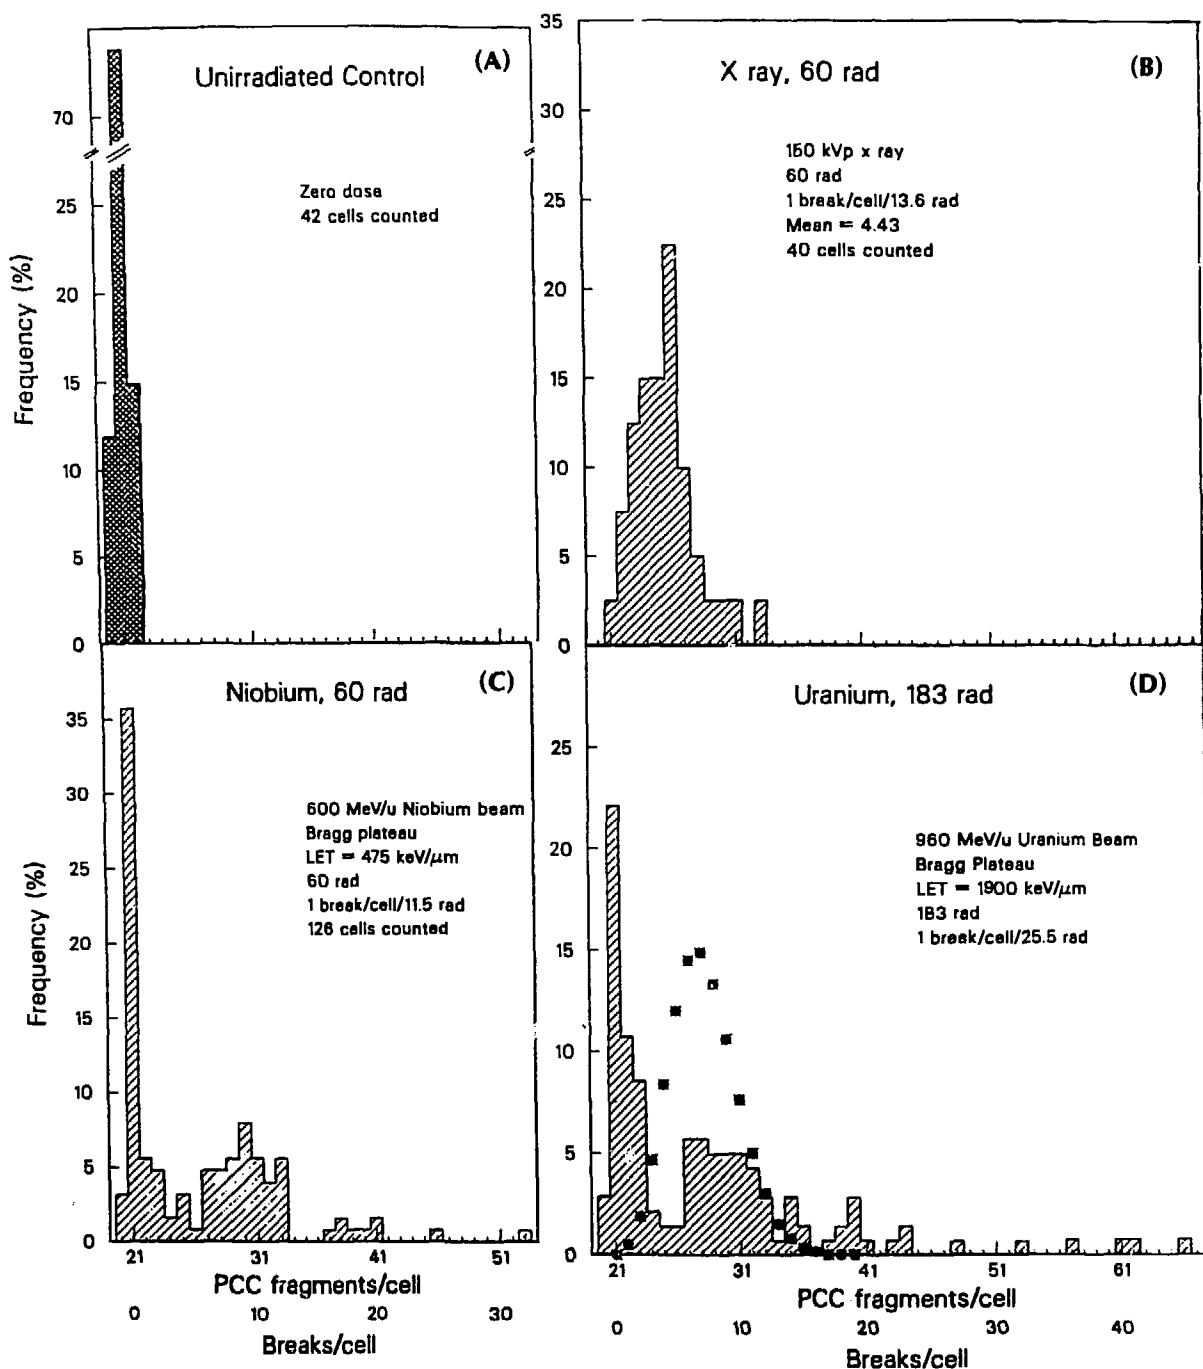 (A)
Unirradiated Control
Zero dose
42 cells counted
70
25
20
15
10
5
0
Frequency (%)
35
30
25
20
15
10
5
0
(B)
X ray, 60 rad
150 kVp x ray
60 rad
1 break/cell/13.6 rad
Mean = 4.43
40 cells counted
(C)
Niobium, 60 rad
600 MeV/u Niobium beam
Bragg plateau
LET = 475 keV/μm
60 rad
1 break/cell/11.5 rad
126 cells counted
35
30
25
20
15
10
5
0
Frequency (%)
21 31 41 51
PCC fragments/cell
0 10 20 30
Breaks/cell
(D)
Uranium, 183 rad
960 MeV/u Uranium Beam
Bragg Plateau
LET = 1900 keV/μm
183 rad
1 break/cell/25.5 rad
25
20
15
10
5
0
21 31 41 51 61
PCC fragments/cell
0 10 20 30 40
Breaks/cell